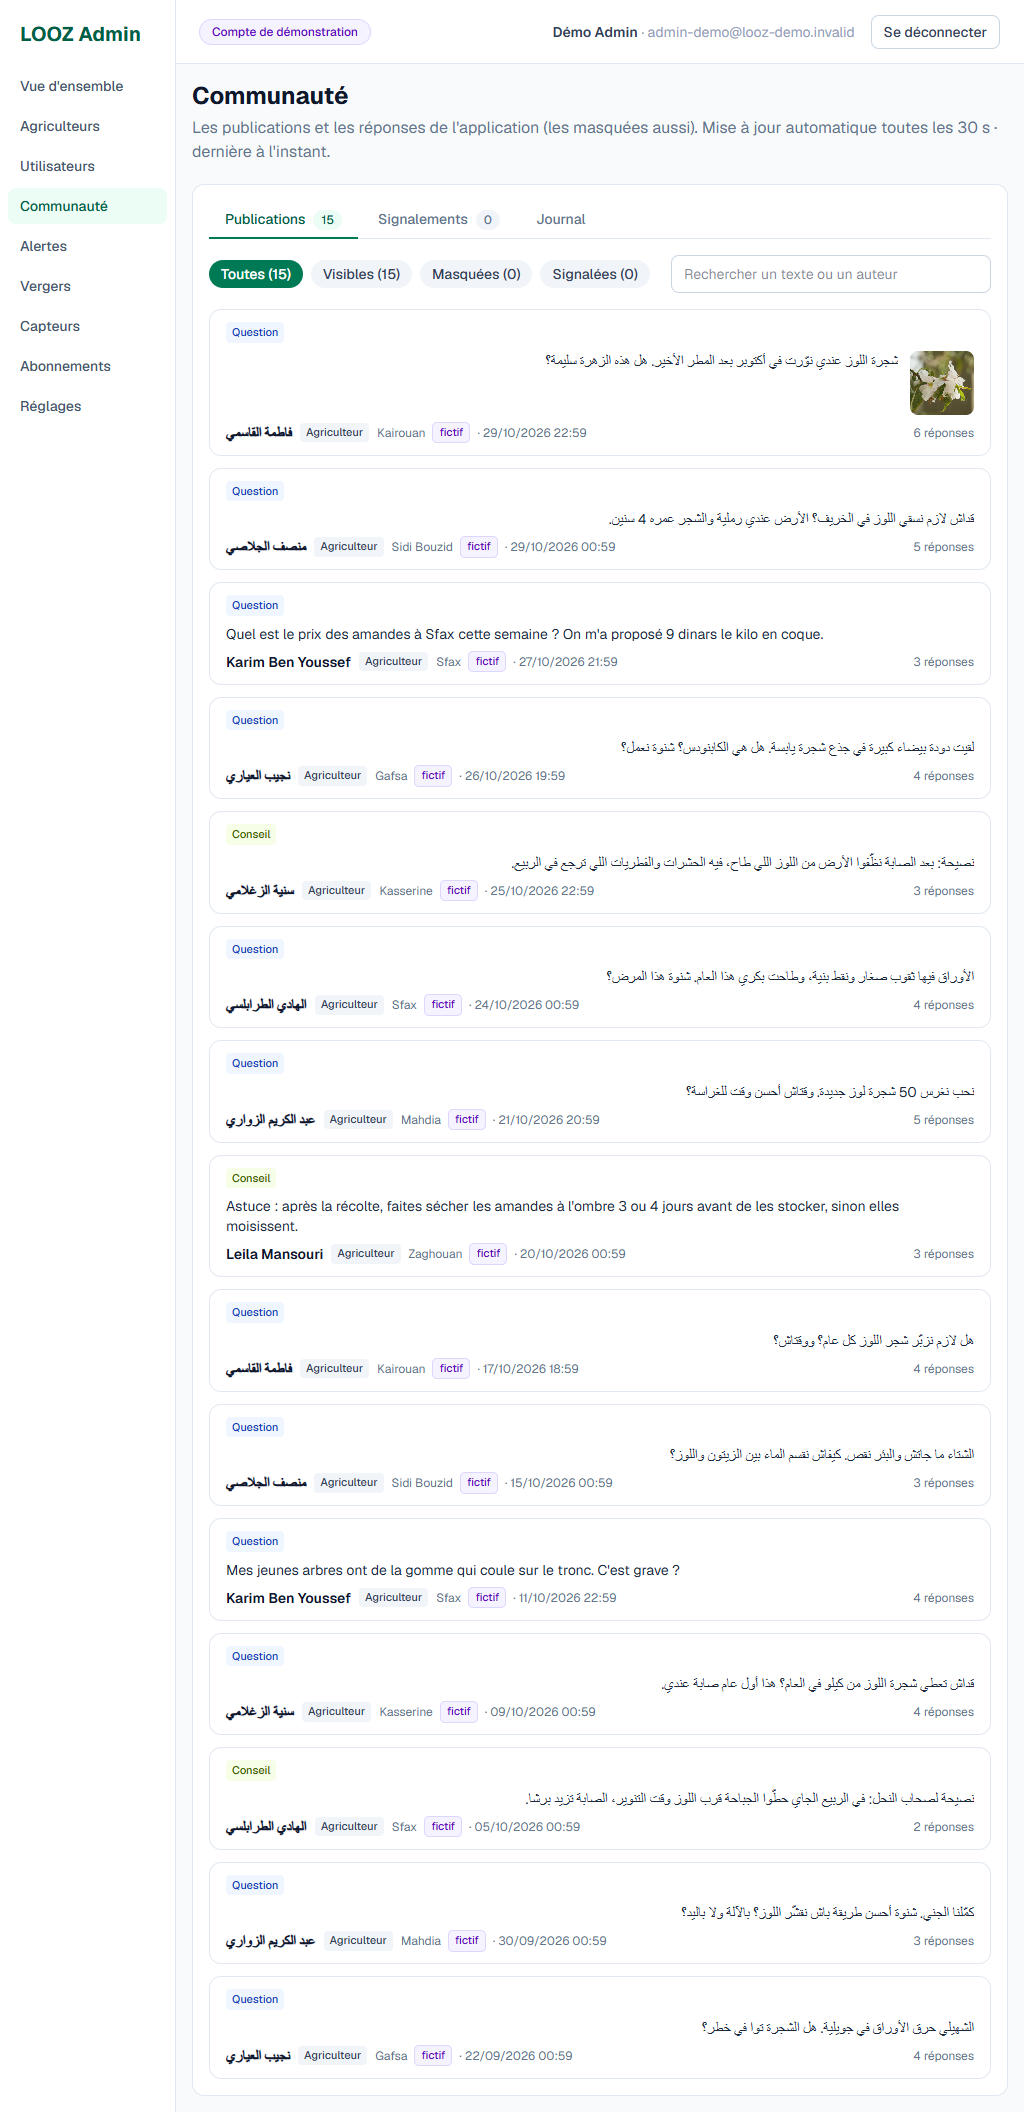 LOOZ Admin
Vue d'ensemble
Agriculteurs
Utilisateurs
Communauté
Alertes
Vergers
Capteurs
Abonnements
Réglages
Compte de démonstration
Démo Admin · admin-demo@looz-demo.invalid
Se déconnecter
Communauté
Les publications et les réponses de l'application (les masquées aussi). Mise à jour automatique toutes les 30 s ·
dernière à l'instant.
Publications 15 Signalements 0 Journal
Toutes (15) Visibles (15) Masquées (0) Signalées (0) Rechercher un texte ou un auteur
Question
شجرة اللوز عندي نوّرت في أكتوبر بعد المطر الأخير. هل هذه الزهرة سليمة؟
فاطمة القاسمي Agriculteur Kairouan fictif · 29/10/2026 22:59 6 réponses
Question
قداش لازم نسقي اللوز في الخريف؟ الأرض عندي رملية والشجر عمره 4 سنين.
منصف الجلاصي Agriculteur Sidi Bouzid fictif · 29/10/2026 00:59 5 réponses
Question
Quel est le prix des amandes à Sfax cette semaine ? On m'a proposé 9 dinars le kilo en coque.
Karim Ben Youssef Agriculteur Sfax fictif · 27/10/2026 21:59 3 réponses
Question
لقيت دودة بيضاء كبيرة في جذع شجرة يابسة. هل هي الكابنودس؟ شنوة نعمل؟
نجيب العياري Agriculteur Gafsa fictif · 26/10/2026 19:59 4 réponses
Conseil
نصيحة: بعد الصابة نظّفوا الأرض من اللوز اللي طاح، فيه الحشرات والفطريات اللي ترجع في الربيع.
سنية الزغلامي Agriculteur Kasserine fictif · 25/10/2026 22:59 3 réponses
Question
الأوراق فيها ثقوب صغار ونقط بنية، وطاحت بكري هذا العام. شنوة هذا المرض؟
الهادي الطرابلسي Agriculteur Sfax fictif · 24/10/2026 00:59 4 réponses
Question
نحب نغرس 50 شجرة لوز جديدة. وقتاش أحسن وقت للغراسة؟
عبد الكريم الزواري Agriculteur Mahdia fictif · 21/10/2026 20:59 5 réponses
Conseil
Astuce : après la récolte, faites sécher les amandes à l'ombre 3 ou 4 jours avant de les stocker, sinon elles
moisissent.
Leila Mansouri Agriculteur Zaghouan fictif · 20/10/2026 00:59 3 réponses
Question
هل لازم نزبّر شجر اللوز كل عام؟ ووقتاش؟
فاطمة القاسمي Agriculteur Kairouan fictif · 17/10/2026 18:59 4 réponses
Question
الشتاء ما جاتش والبئر نقص. كيفاش نقسم الماء بين الزيتون واللوز؟
منصف الجلاصي Agriculteur Sidi Bouzid fictif · 15/10/2026 00:59 3 réponses
Question
Mes jeunes arbres ont de la gomme qui coule sur le tronc. C'est grave ?
Karim Ben Youssef Agriculteur Sfax fictif · 11/10/2026 22:59 4 réponses
Question
قداش تعطي شجرة اللوز من كيلو في العام؟ هذا أول عام صابة عندي.
سنية الزغلامي Agriculteur Kasserine fictif · 09/10/2026 00:59 4 réponses
Conseil
نصيحة لصحاب النحل: في الربيع الجاي حطّوا الجباحة قرب اللوز وقت التنوير، الصابة تزيد برشا.
الهادي الطرابلسي Agriculteur Sfax fictif · 05/10/2026 00:59 2 réponses
Question
كمّلنا الجني. شنوة أحسن طريقة باش نقشّر اللوز؟ بالآلة ولا باليد؟
عبد الكريم الزواري Agriculteur Mahdia fictif · 30/09/2026 00:59 3 réponses
Question
الشهيلي حرق الأوراق في جويلية. هل الشجرة توا في خطر؟
نجيب العياري Agriculteur Gafsa fictif · 22/09/2026 00:59 4 réponses